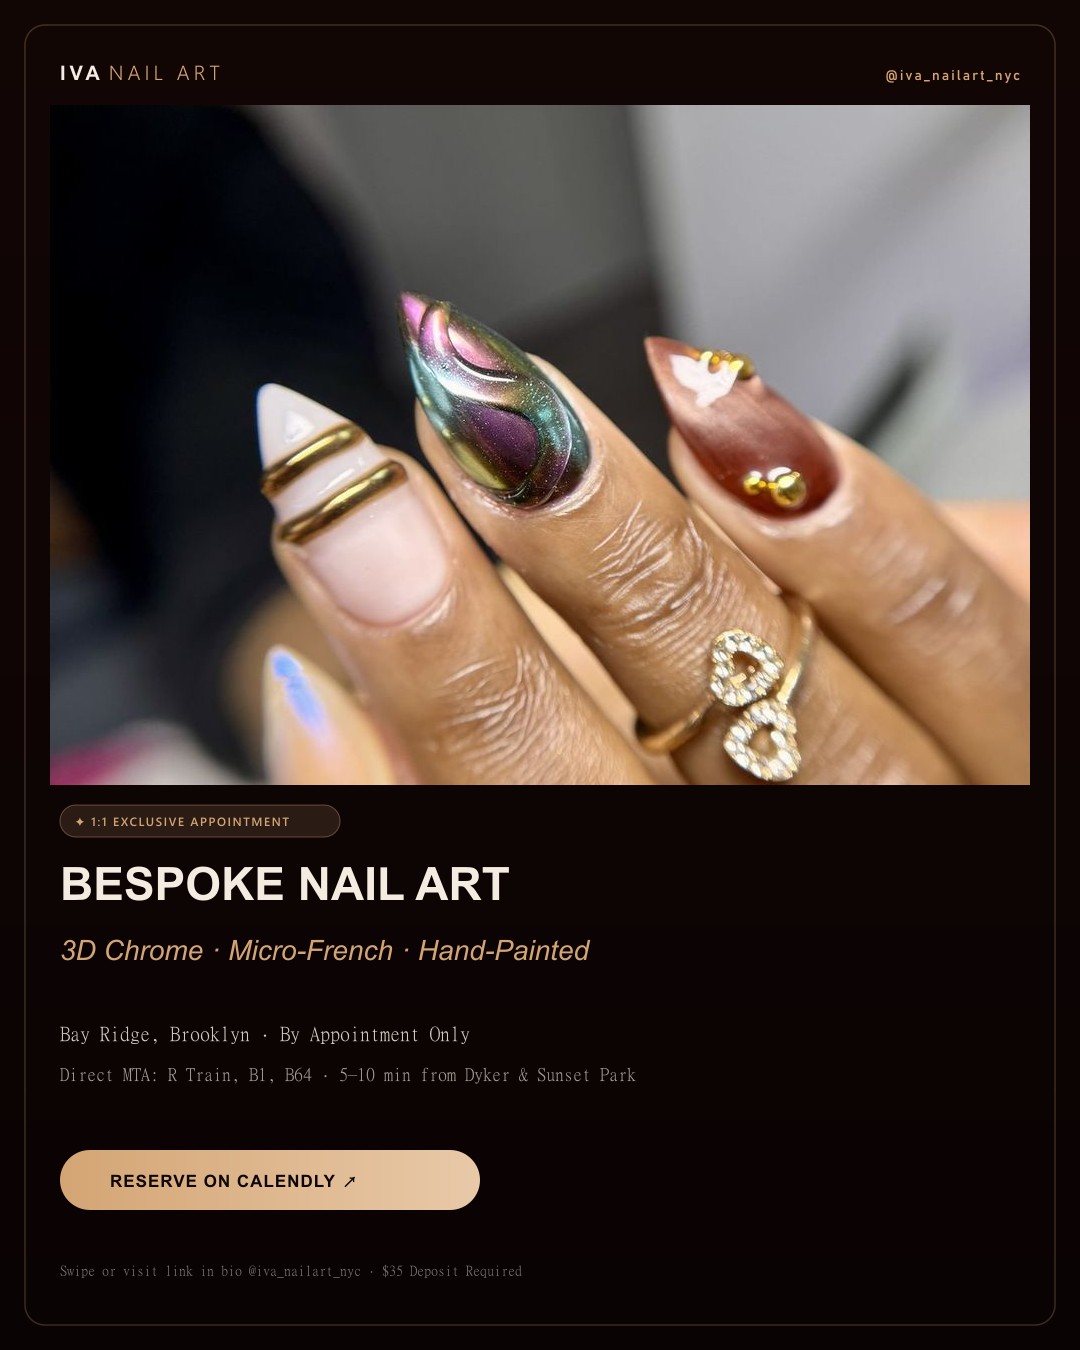 IVA NAIL ART
@iva_nailart_nyc
✦ 1:1 EXCLUSIVE APPOINTMENT
BESPOKE NAIL ART
3D Chrome · Micro-French · Hand-Painted
Bay Ridge, Brooklyn · By Appointment Only
Direct MTA: R Train, B1, B64 · 5–10 min from Dyker & Sunset Park
RESERVE ON CALENDLY ➚
Swipe or visit link in bio @iva_nailart_nyc · $35 Deposit Required